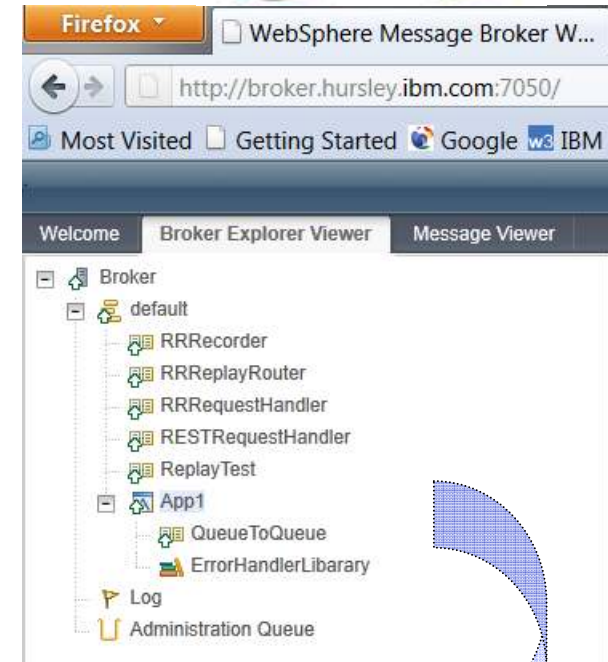 Firefox
WebSphere Message Broker W...
http://broker.hursley.ibm.com:7050/
Most Visited Getting Started Google w3 IBM
Welcome Broker Explorer Viewer Message Viewer
Broker
default
RRRecorder
RRReplayRouter
RRRequestHandler
RESTRequestHandler
ReplayTest
App1
QueueToQueue
ErrorHandlerLibarary
Log
Administration Queue